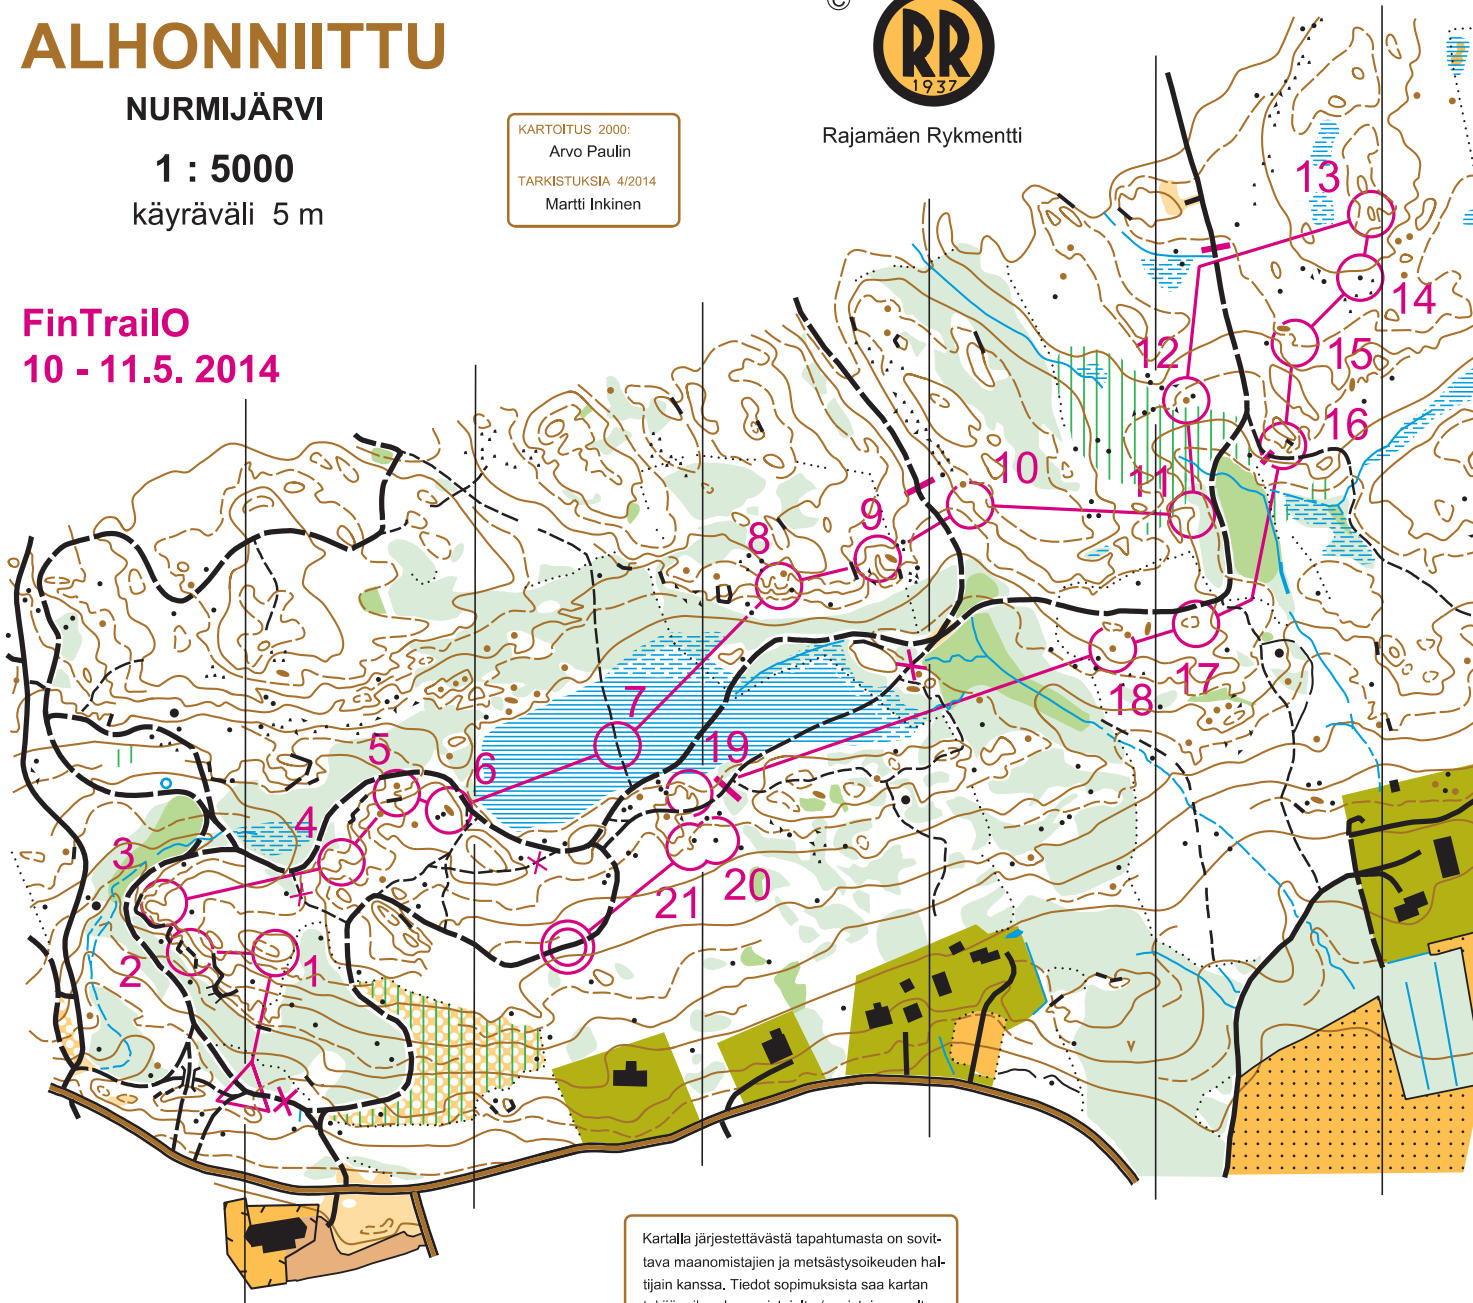 ALHONNIITTU
NURMIJÄRVI
1 : 5000
käyräväli 5 m
FinTrailO
10 - 11.5. 2014
KARTOITUS 2000:
Arvo Paulin
TARKISTUKSIA 4/2014
Martti Inkinen
©
RR
1937
Rajamäen Rykmentti
13
14
12
15
16
10
11
9
8
7
17
18
19
5
6
4
3
20
21
2
1
Kartalla järjestettävästä tapahtumasta on sovit-
tava maanomistajien ja metsästysoikeuden hal-
tijain kanssa. Tiedot sopimuksista saa kartan